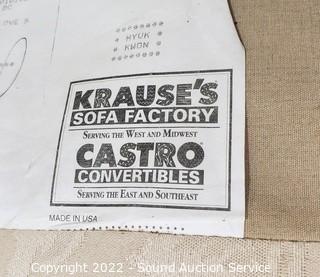 * HYUK *
* KWON *
KRAUSE'S
SOFA FACTORY
SERVING THE WEST AND MIDWEST
CASTRO
CONVERTIBLES
SERVING THE EAST AND SOUTHEAST
MADE IN USA
Copyright 2022 - Sound Auction Service